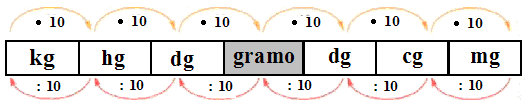 • 10 • 10 • 10 • 10 • 10 • 10
kg hg dg gramo dg cg mg
: 10 : 10 : 10 : 10 : 10 : 10